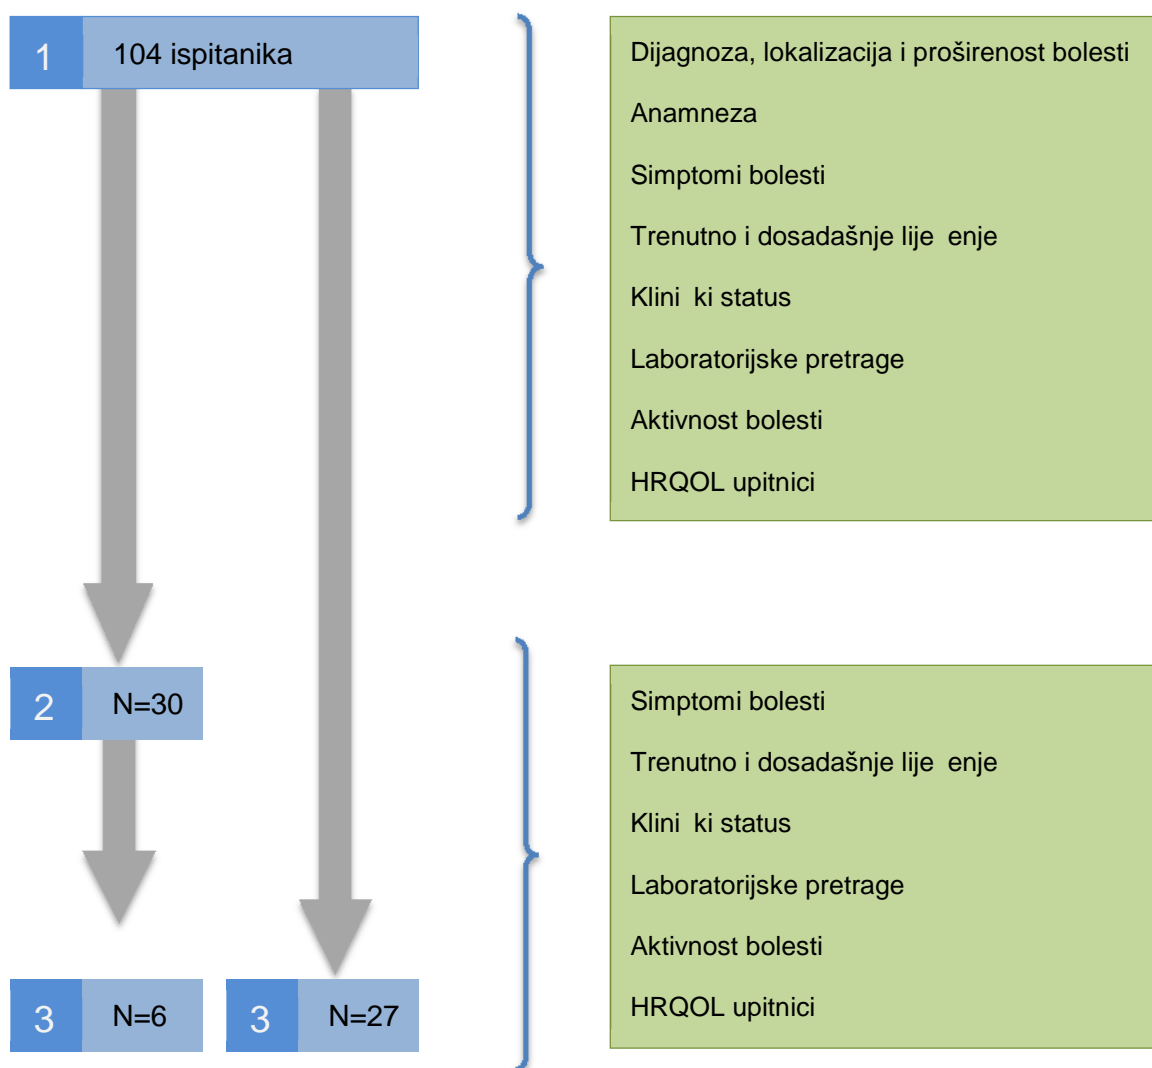 1 104 ispitanika
Dijagnoza, lokalizacija i proširenost bolesti
Anamneza
Simptomi bolesti
Trenutno i dosadašnje lije enje
Klini ki status
Laboratorijske pretrage
Aktivnost bolesti
HRQOL upitnici
2 N=30
Simptomi bolesti
Trenutno i dosadašnje lije enje
Klini ki status
Laboratorijske pretrage
Aktivnost bolesti
HRQOL upitnici
3 N=6
3 N=27